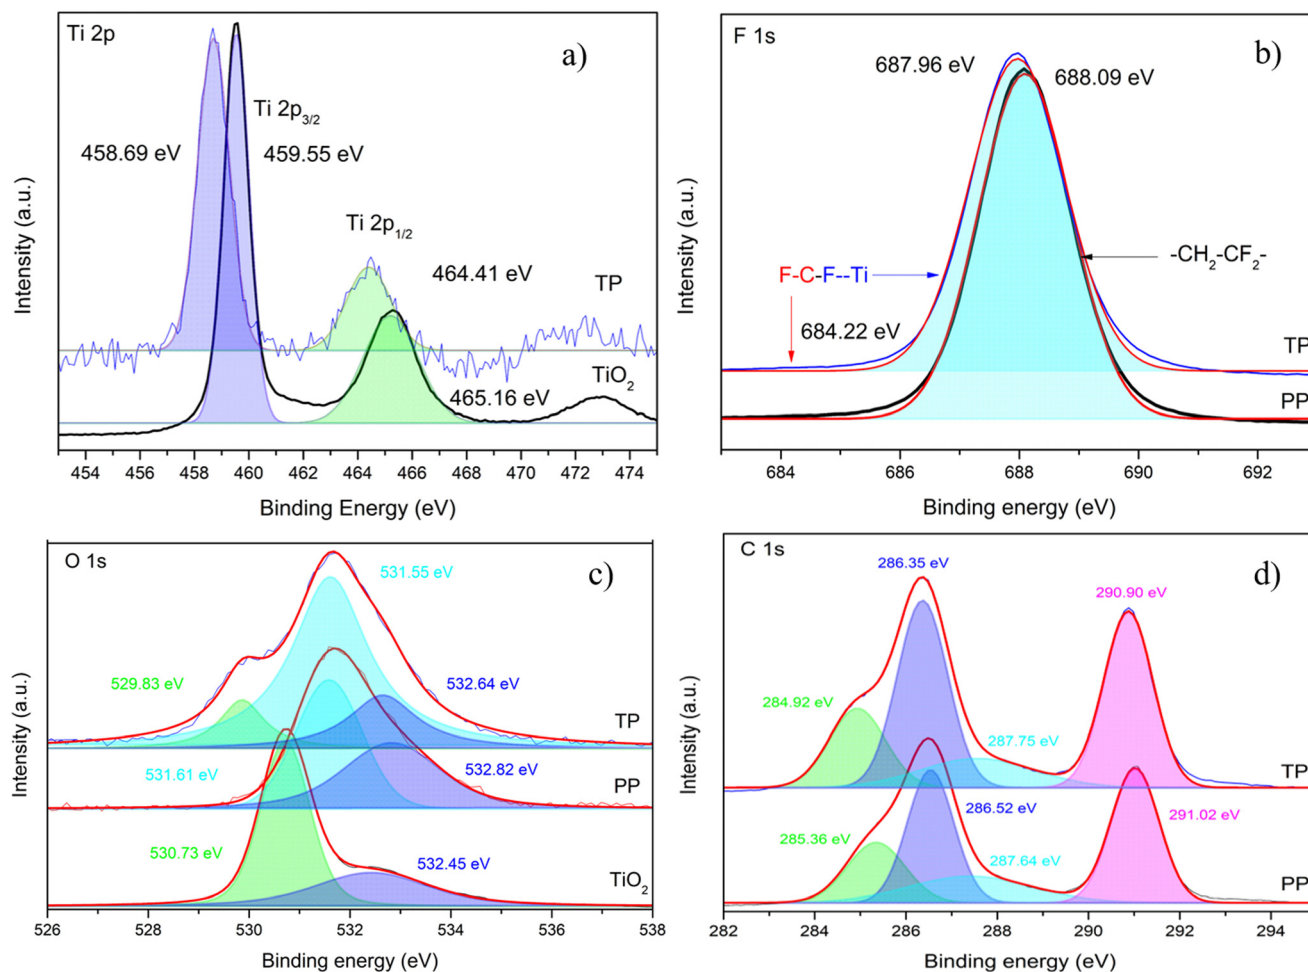 Ti 2p
a)
Ti 2p3/2
458.69 eV
459.55 eV
Ti 2p1/2
464.41 eV
TP
TiO2
465.16 eV
Intensity (a.u.)
454 456 458 460 462 464 466 468 470 472 474
Binding Energy (eV)
F 1s
b)
687.96 eV
688.09 eV
F-C-F--Ti
-CH2-CF2-
684.22 eV
TP
PP
Intensity (a.u.)
684 686 688 690 692
Binding energy (eV)
O 1s
c)
531.55 eV
529.83 eV
532.64 eV
TP
531.61 eV
532.82 eV
PP
530.73 eV
532.45 eV
TiO2
Intensity (a.u.)
526 528 530 532 534 536 538
Binding energy (eV)
C 1s
d)
286.35 eV
290.90 eV
284.92 eV
287.75 eV
TP
286.52 eV
291.02 eV
285.36 eV
287.64 eV
PP
Intensity (a.u.)
282 284 286 288 290 292 294
Binding energy (eV)